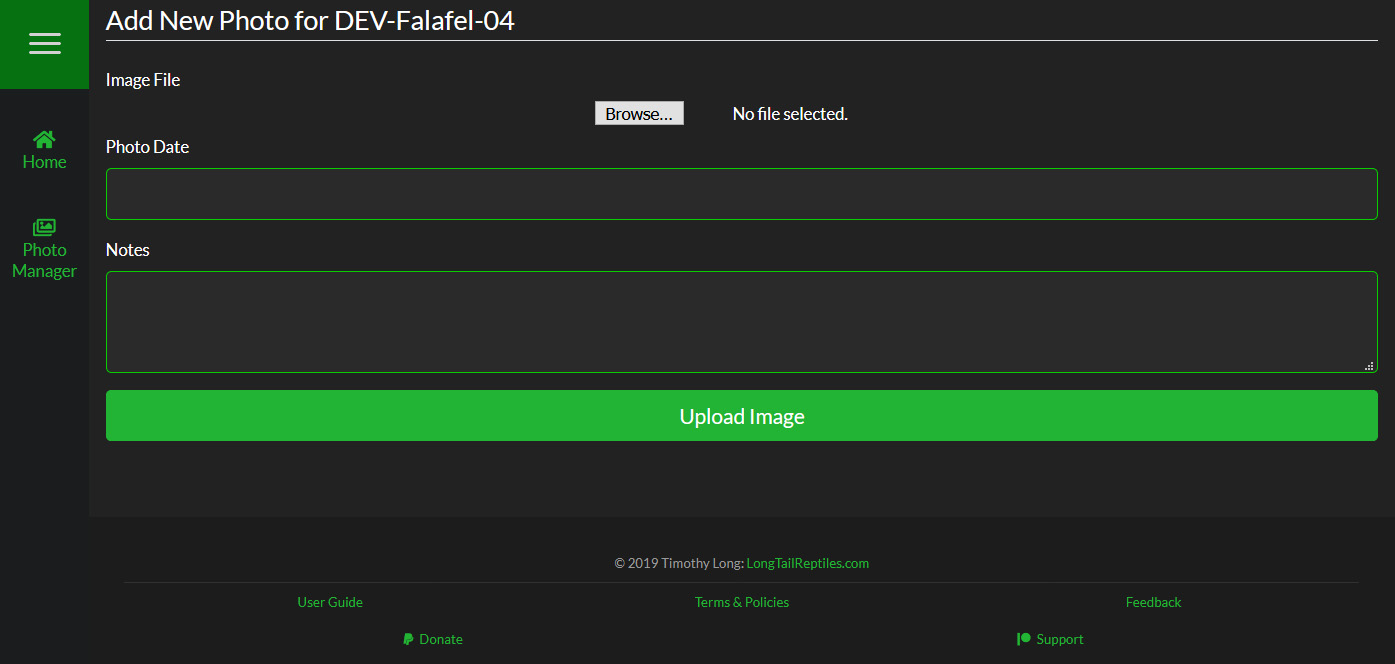 Add New Photo for DEV-Falafel-04
Image File
Browse... No file selected.
Home
Photo Date
Photo
Manager
Notes
Upload Image
© 2019 Timothy Long: LongTailReptiles.com
User Guide Terms & Policies Feedback
Donate Support